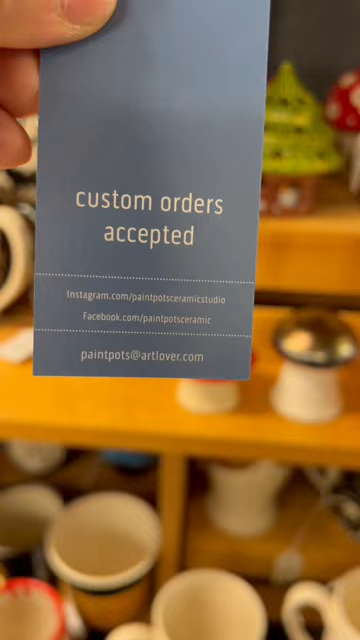 custom orders
accepted
Instagram.com/paintpotsceramicstudio
Facebook.com/paintpotsceramic
paintpots@artlover.com